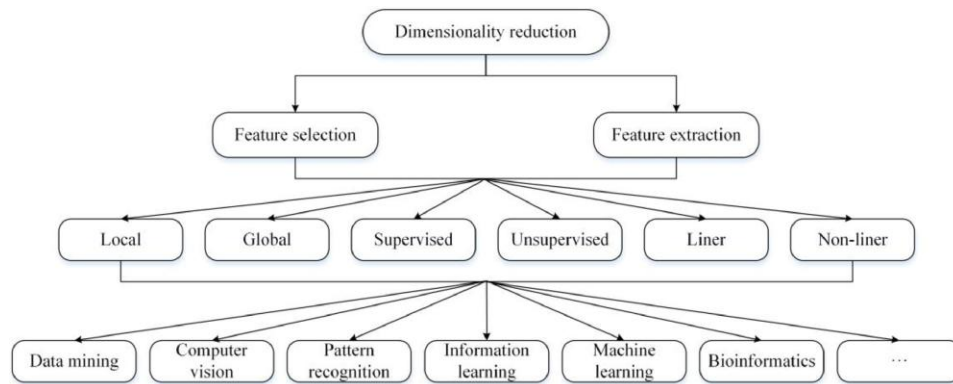 Dimensionality reduction
Feature selection
Feature extraction
Local
Global
Supervised
Unsupervised
Liner
Non-liner
Data mining
Computer
vision
Pattern
recognition
Information
learning
Machine
learning
Bioinformatics
...